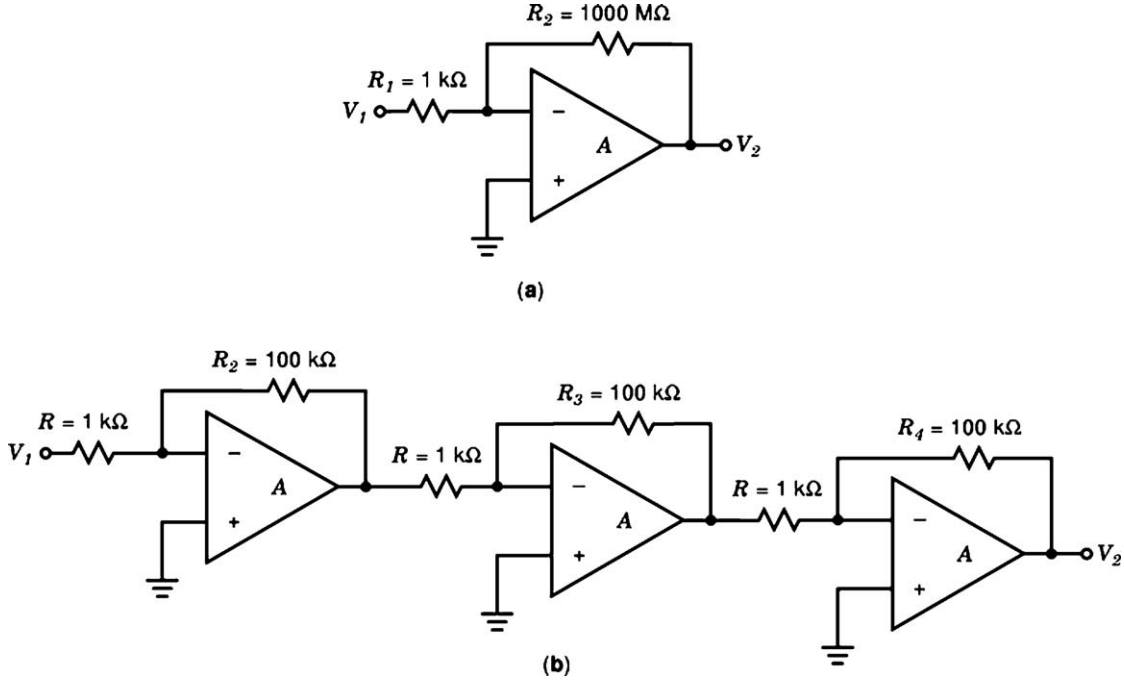 R₂ = 1000 MΩ
R₁ = 1 kΩ
V₁
−
A
V₂
+
(a)
R₂ = 100 kΩ
R₃ = 100 kΩ
R = 1 kΩ
R₄ = 100 kΩ
V₁
−
R = 1 kΩ
A
−
R = 1 kΩ
+
A
−
+
A
V₂
+
(b)